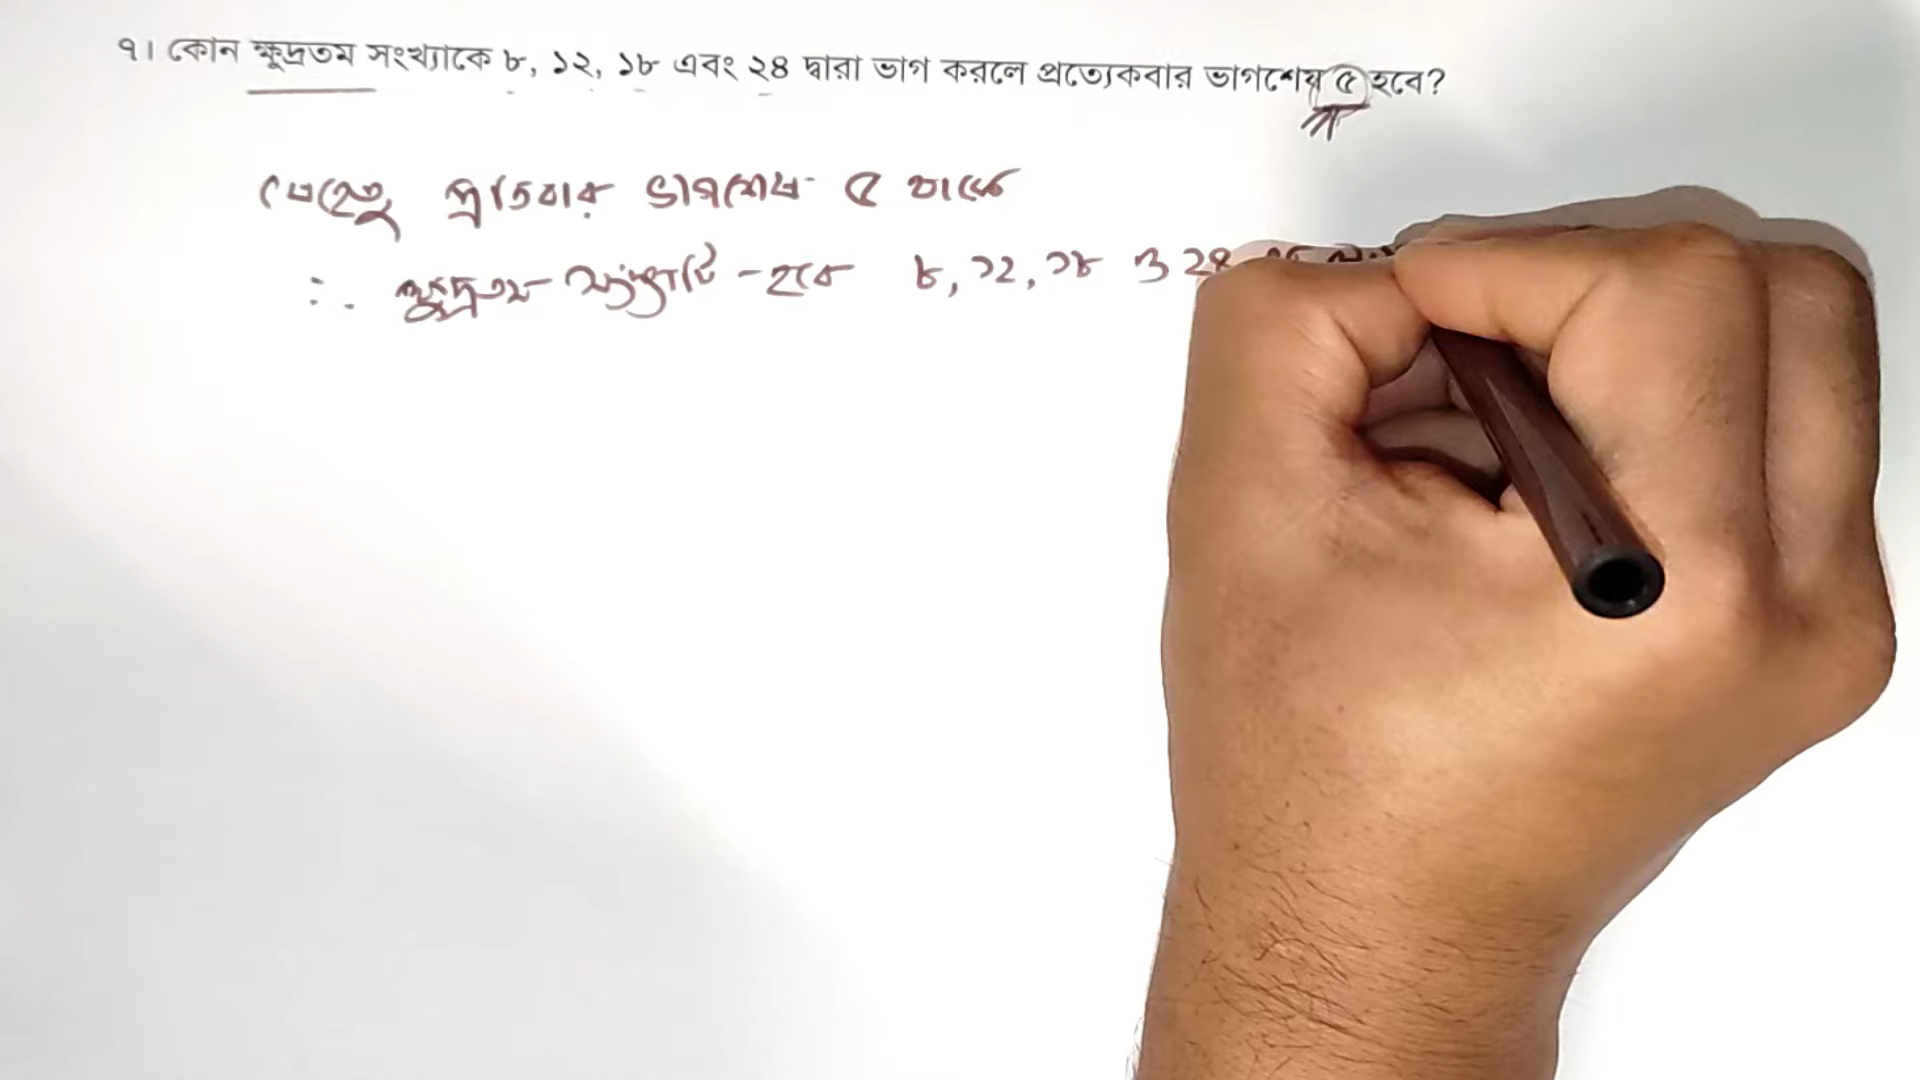 ৭। কোন ক্ষুদ্রতম সংখ্যাকে ৮, ১২, ১৮ এবং ২৪ দ্বারা ভাগ করলে প্রত্যেকবার ভাগশেষ ৫ হবে?
যেহেতু প্রতিবার ভাগশেষ ৫ থাকে
∴ ক্ষুদ্রতম সংখ্যাটি হবে ৮, ১২, ১৮ ও ২৪